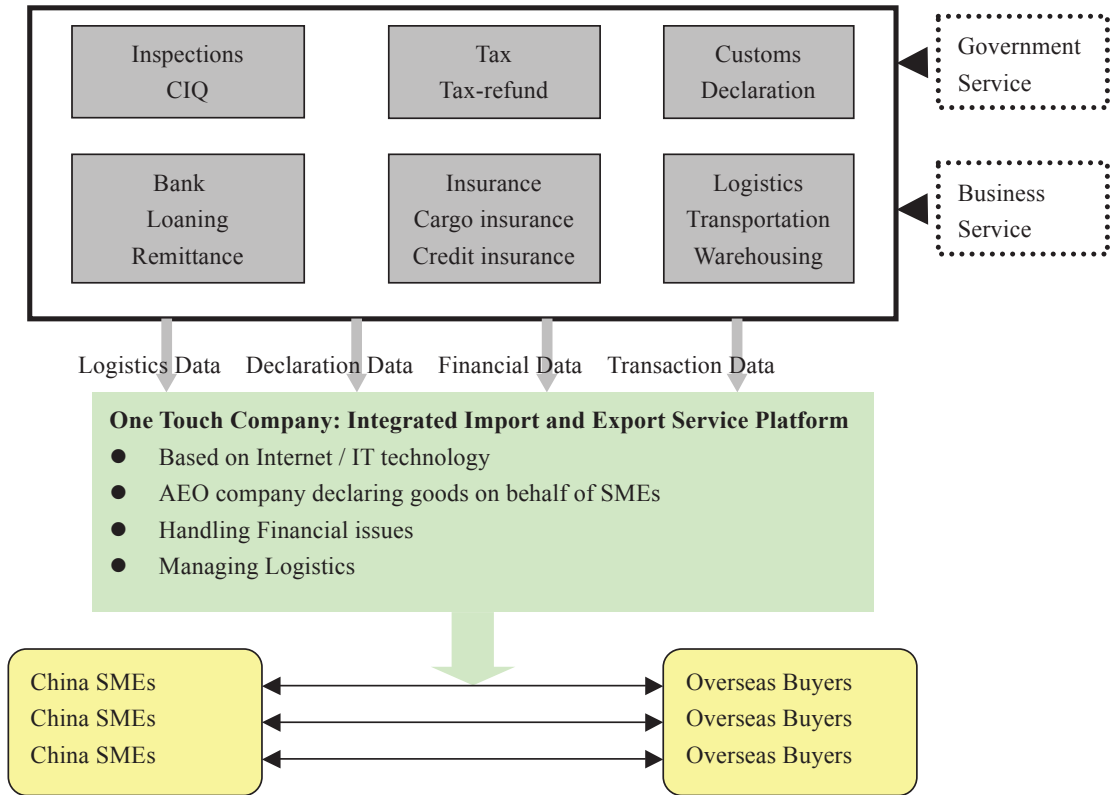 Inspections
CIQ
Tax
Tax-refund
Customs
Declaration
Government
Service
Bank
Loaning
Remittance
Insurance
Cargo insurance
Credit insurance
Logistics
Transportation
Warehousing
Business
Service
Logistics Data
Declaration Data
Financial Data
Transaction Data
One Touch Company: Integrated Import and Export Service Platform
● Based on Internet / IT technology
● AEO company declaring goods on behalf of SMEs
● Handling Financial issues
● Managing Logistics
China SMEs
China SMEs
China SMEs
Overseas Buyers
Overseas Buyers
Overseas Buyers